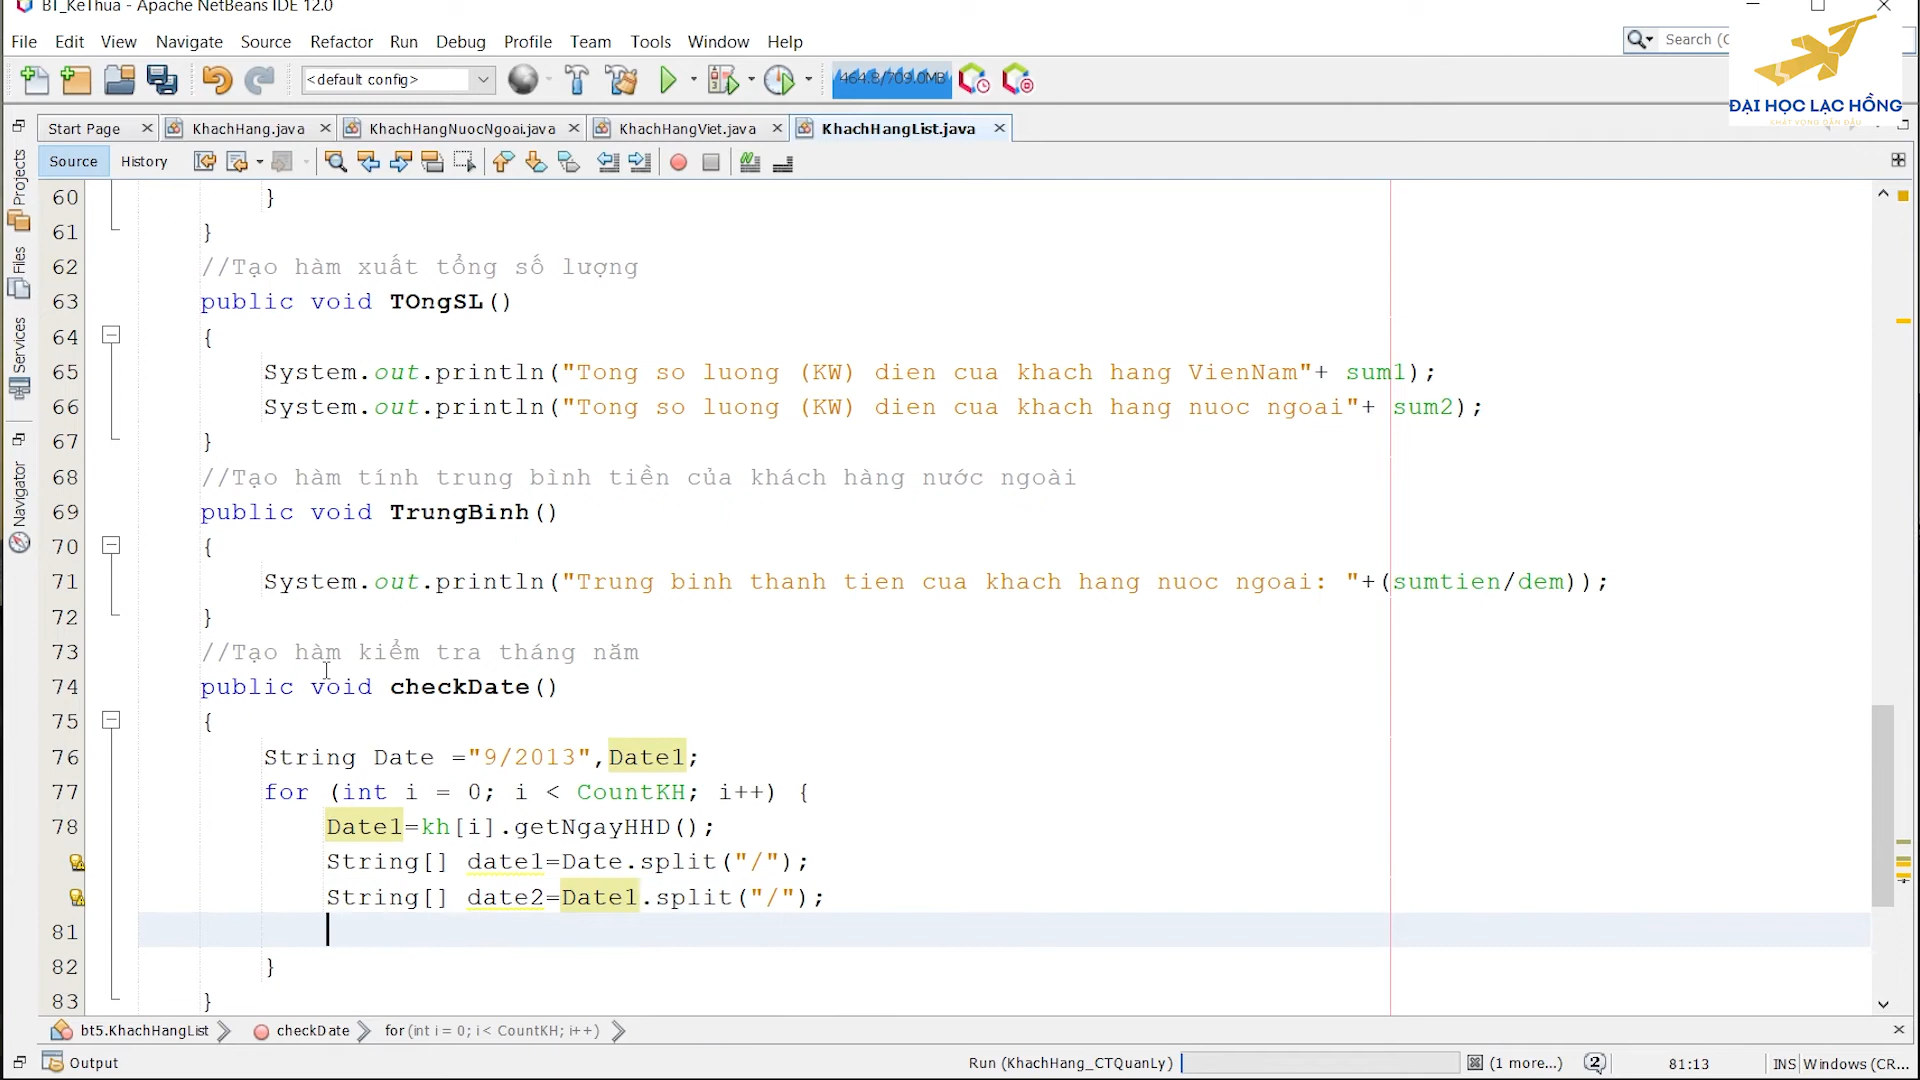 BT_KeThua - Apache NetBeans IDE 12.0
File Edit View Navigate Source Refactor Run Debug Profile Team Tools Window Help
Search (
<default config>
464.8/709.0MB
ĐẠI HỌC LẠC HỒNG
KHÁT VỌNG DẪN ĐẦU
Start Page KhachHang.java KhachHangNuocNgoai.java KhachHangViet.java KhachHangList.java
Source History
Projects
Files
Services
Navigator
60 }
61 }
62 //Tạo hàm xuất tổng số lượng
63 public void TOngSL()
64 {
65 System.out.println("Tong so luong (KW) dien cua khach hang VienNam"+ sum1);
66 System.out.println("Tong so luong (KW) dien cua khach hang nuoc ngoai"+ sum2);
67 }
68 //Tạo hàm tính trung bình tiền của khách hàng nước ngoài
69 public void TrungBinh()
70 {
71 System.out.println("Trung binh thanh tien cua khach hang nuoc ngoai: "+(sumtien/dem));
72 }
73 //Tạo hàm kiểm tra tháng năm
74 public void checkDate()
75 {
76 String Date ="9/2013",Date1;
77 for (int i = 0; i < CountKH; i++) {
78 Date1=kh[i].getNgayHHD();
String[] date1=Date.split("/");
String[] date2=Date1.split("/");
81
82 }
83 }
bt5.KhachHangList checkDate for (int i = 0; i < CountKH; i++)
Output Run (KhachHang_CTQuanLy) (1 more...) 2 81:13 INS Windows (CR...